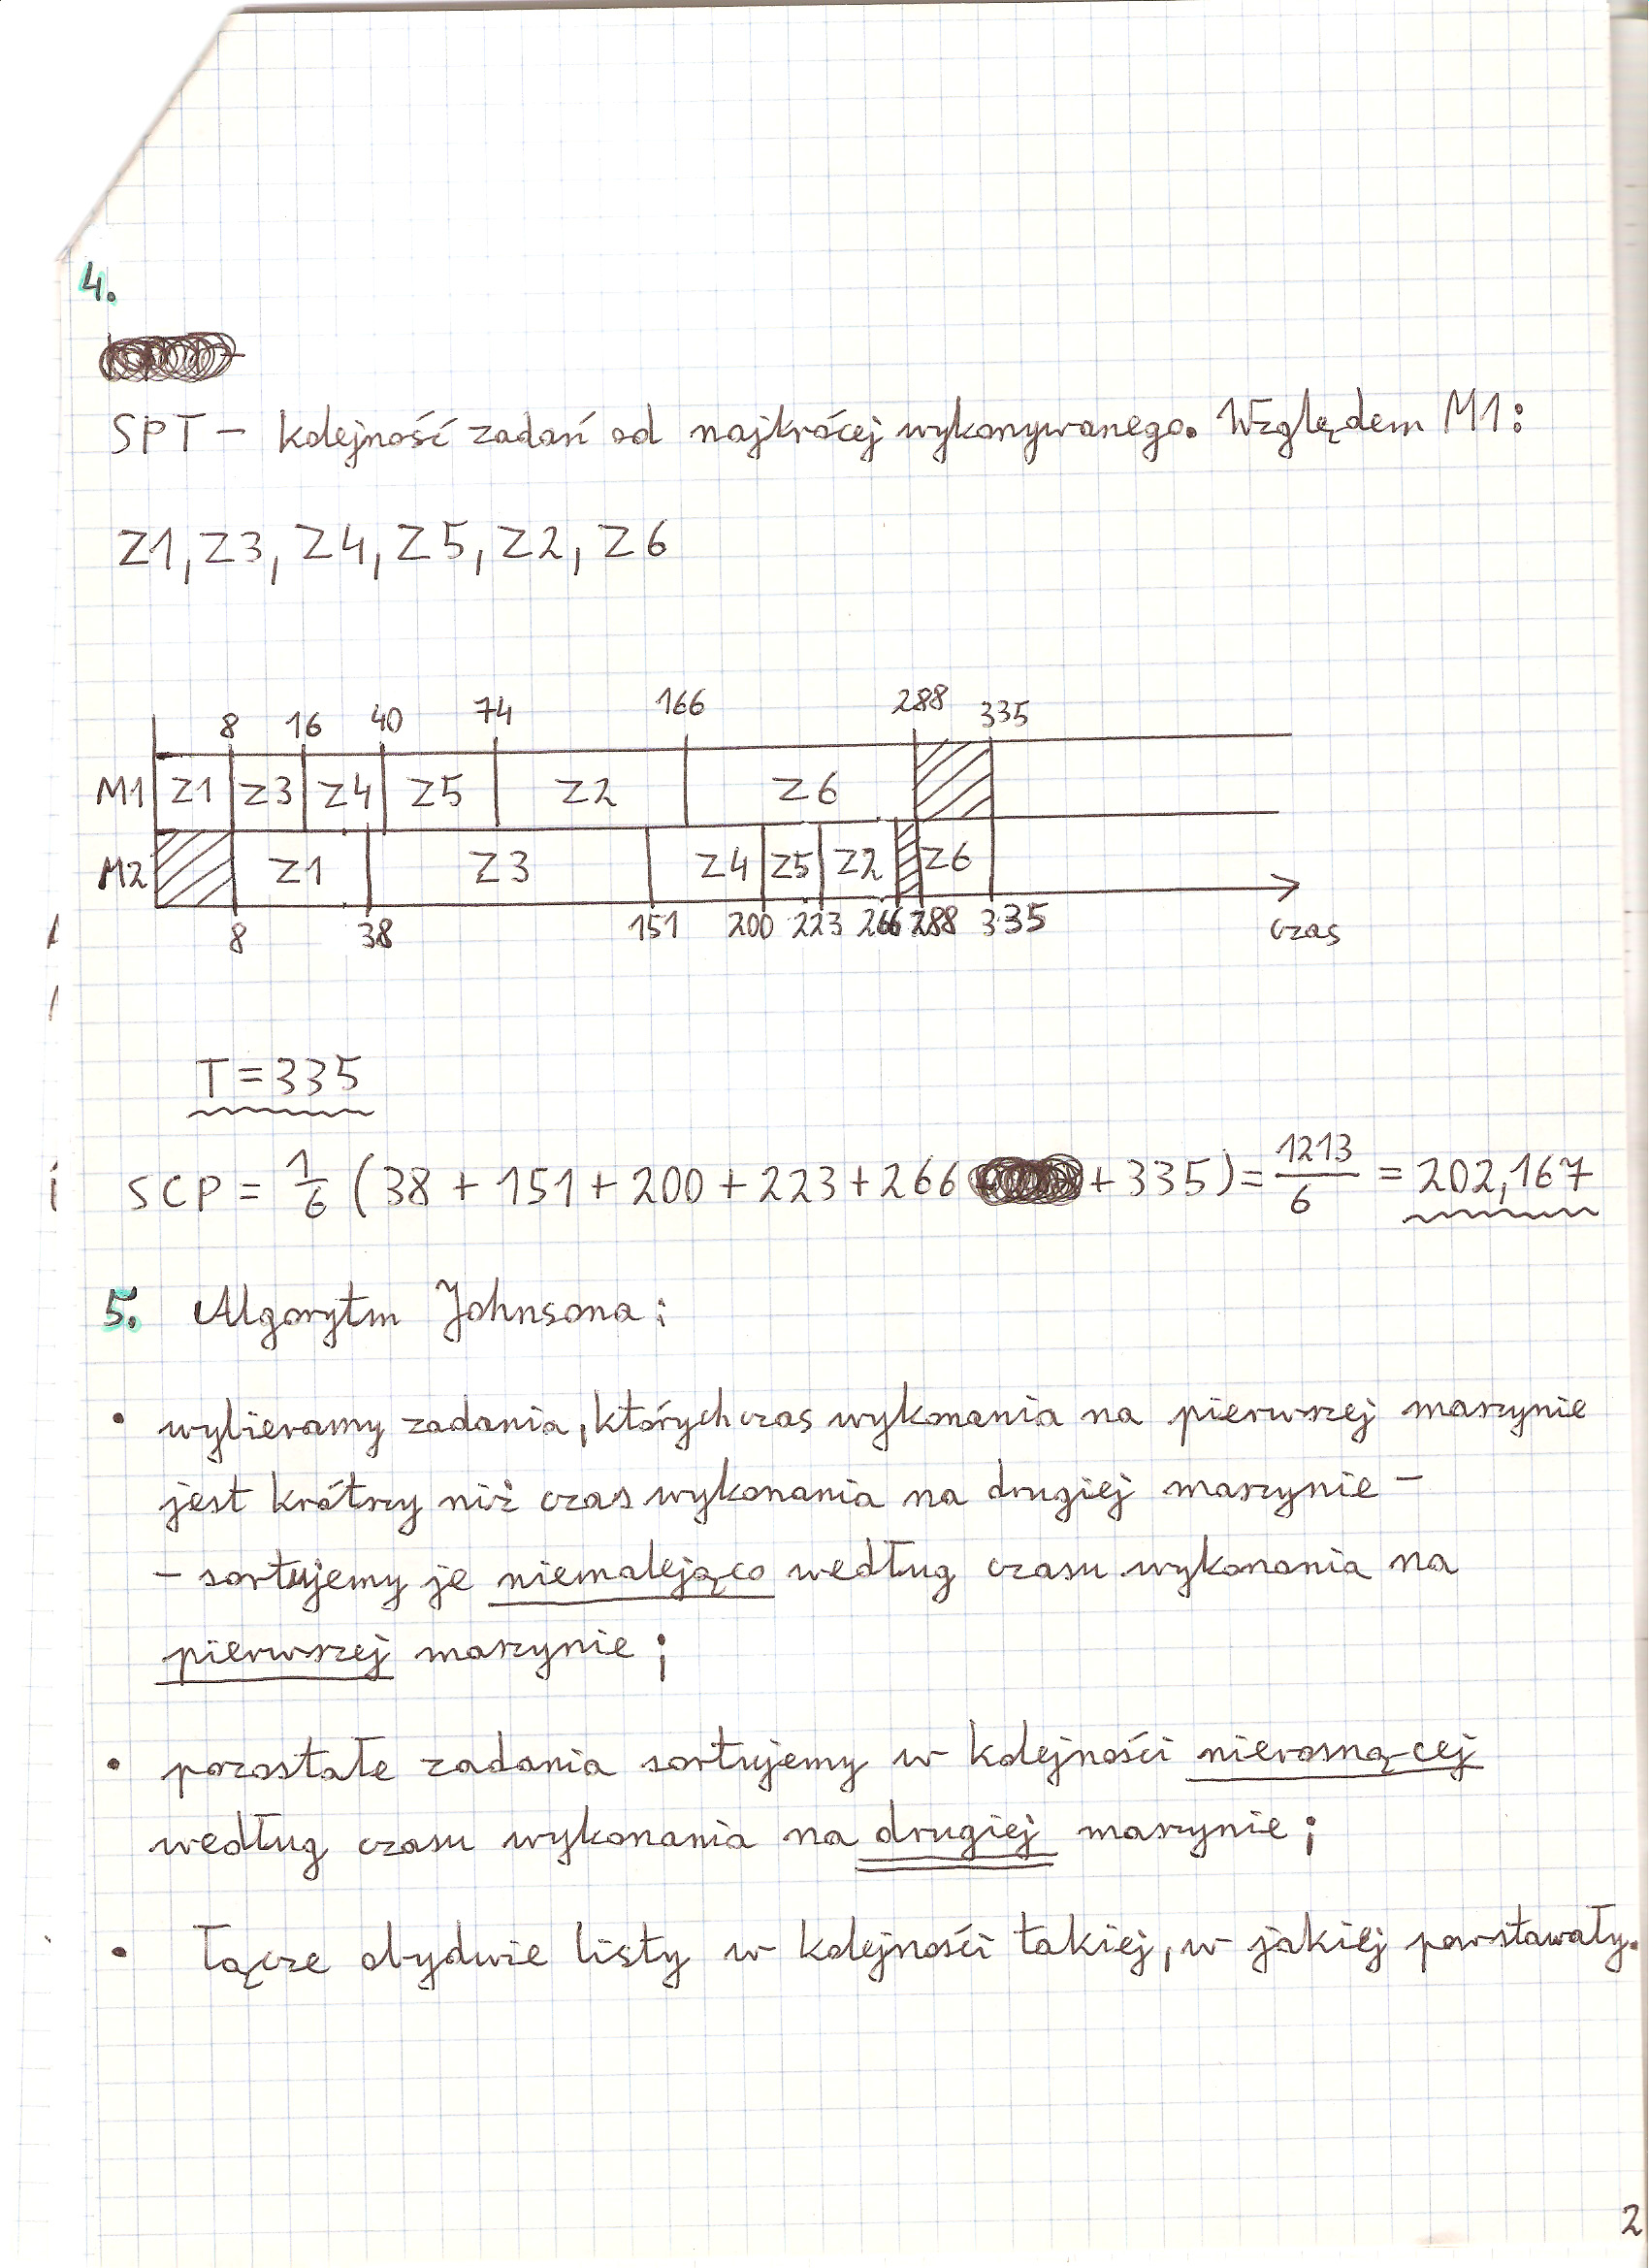 4.
SPT – kolejność zadań od najkrócej wykonywanego. Względem M1:
Z1, Z3, Z4, Z5, Z2, Z6
8 16 40 74 166 288 335
M1 Z1 Z3 Z4 Z5 Z2 Z6
M2 Z1 Z3 Z4 Z5 Z2 Z6
8 38 151 200 223 266 288 335 czas
T = 335
SCP = 1/6 (38 + 151 + 200 + 223 + 266 + 335) = 1213/6 = 202,167
5. Algorytm Johnsona:
• wybieramy zadania, których czas wykonania na pierwszej maszynie
jest krótszy niż czas wykonania na drugiej maszynie –
– sortujemy je niemalejąco według czasu wykonania na
pierwszej maszynie;
• pozostałe zadania sortujemy w kolejności nierosnącej
według czasu wykonania na drugiej maszynie;
• łączę obydwie listy w kolejności takiej, w jakiej powstawały.
2